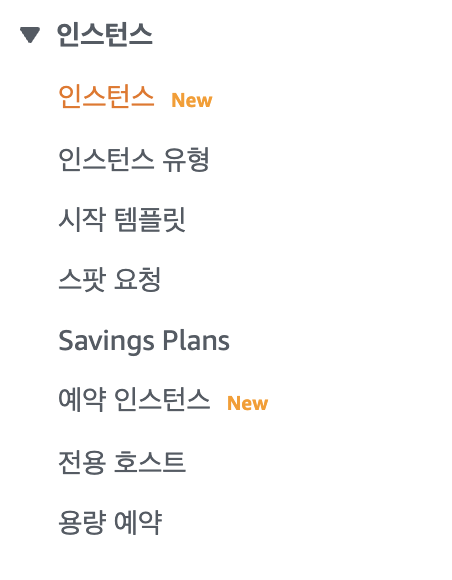 인스턴스
인스턴스 New
인스턴스 유형
시작 템플릿
스팟 요청
Savings Plans
예약 인스턴스 New
전용 호스트
용량 예약